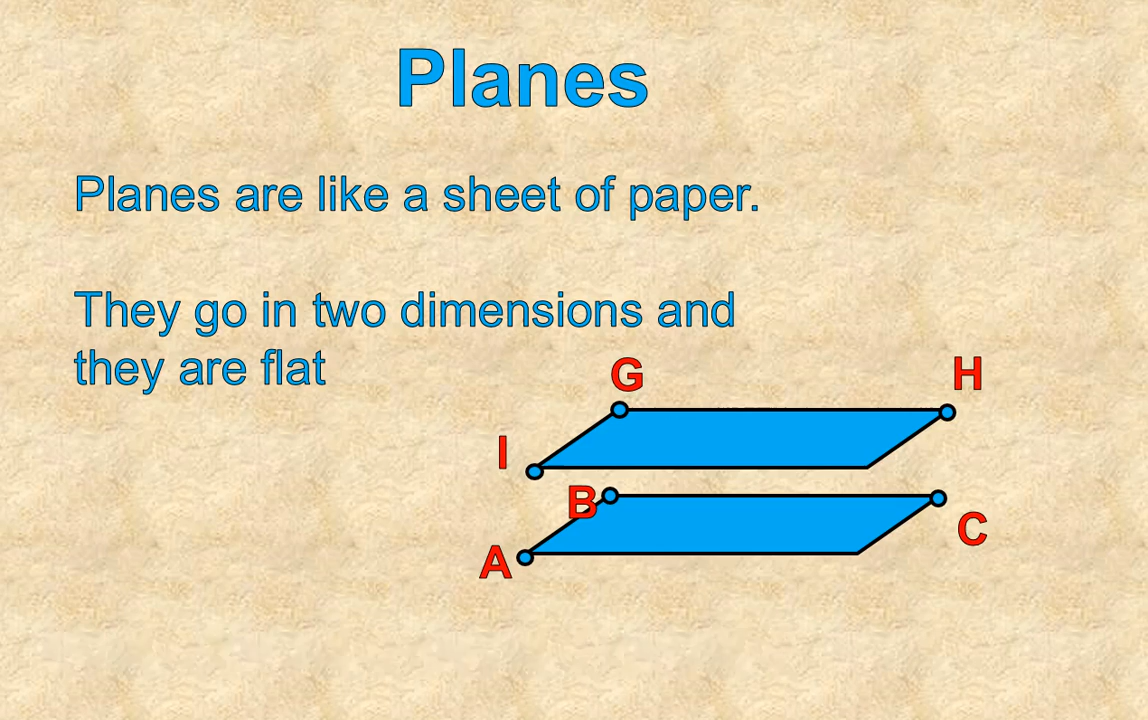 Planes
Planes are like a sheet of paper.
They go in two dimensions and
they are flat
G
H
I
B
C
A